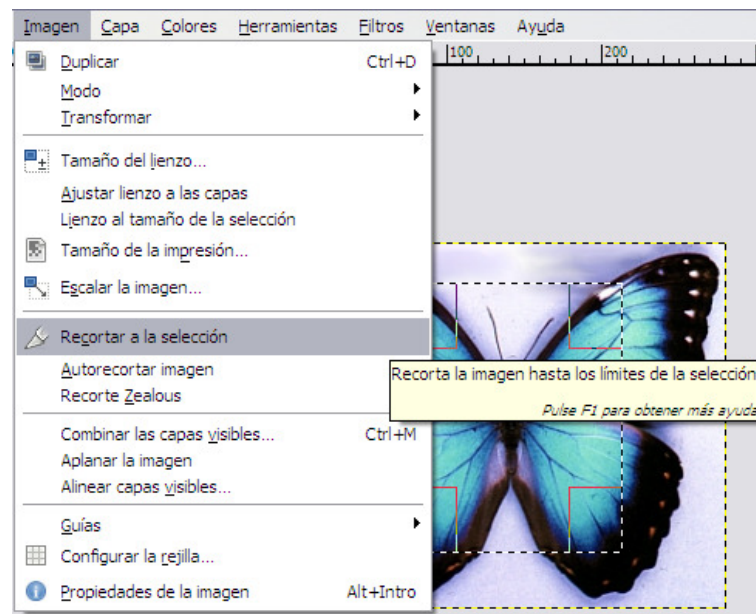 Imagen Capa Colores Herramientas Filtros Ventanas Ayuda
100 200
Duplicar Ctrl+D
Modo
Transformar
Tamaño del lienzo...
Ajustar lienzo a las capas
Lienzo al tamaño de la selección
Tamaño de la impresión...
Escalar la imagen...
Recortar a la selección
Autorecortar imagen
Recorte Zealous
Recorta la imagen hasta los límites de la selección
Pulse F1 para obtener más ayuda
Combinar las capas visibles... Ctrl+M
Aplanar la imagen
Alinear capas visibles...
Guías
Configurar la rejilla...
Propiedades de la imagen Alt+Intro